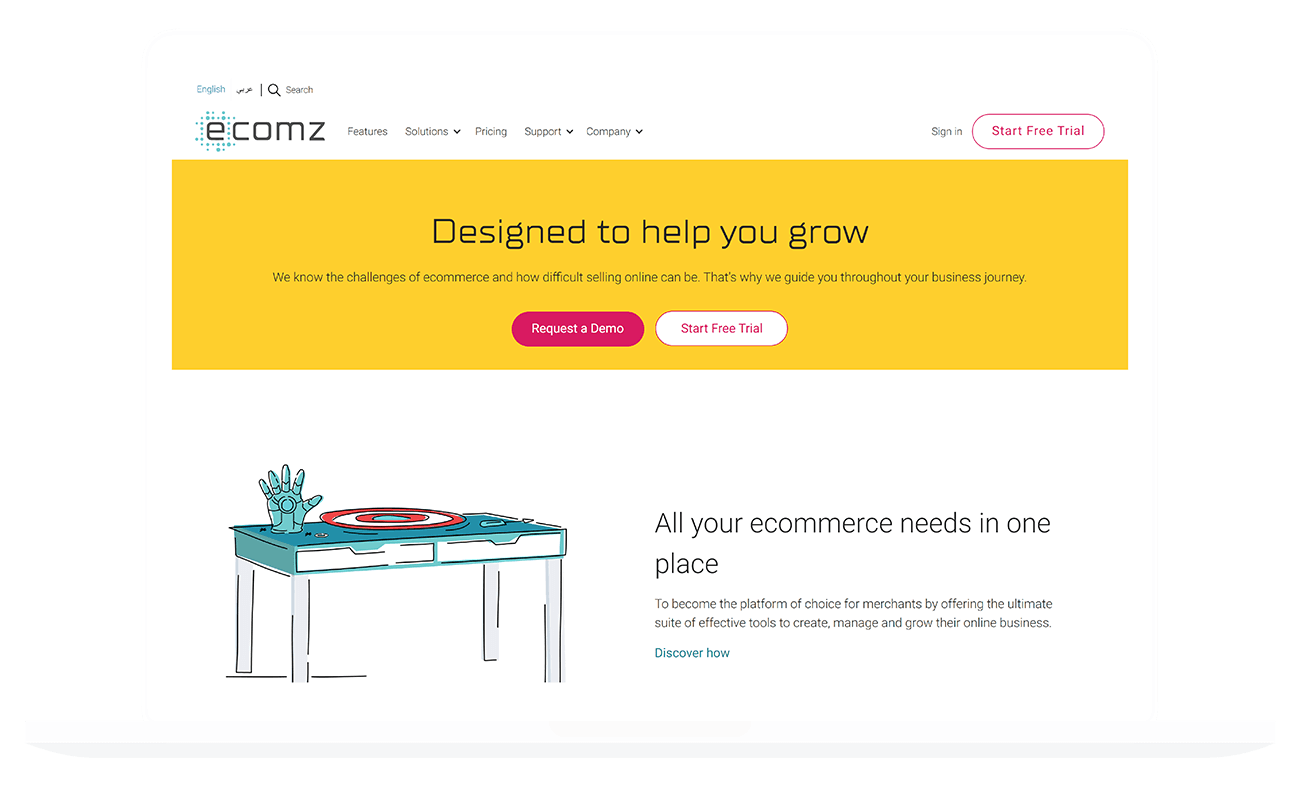 English عربي Search
ecomz Features Solutions Pricing Support Company Sign in Start Free Trial
Designed to help you grow
We know the challenges of ecommerce and how difficult selling online can be. That's why we guide you throughout your business journey.
Request a Demo Start Free Trial
All your ecommerce needs in one
place
To become the platform of choice for merchants by offering the ultimate
suite of effective tools to create, manage and grow their online business.
Discover how